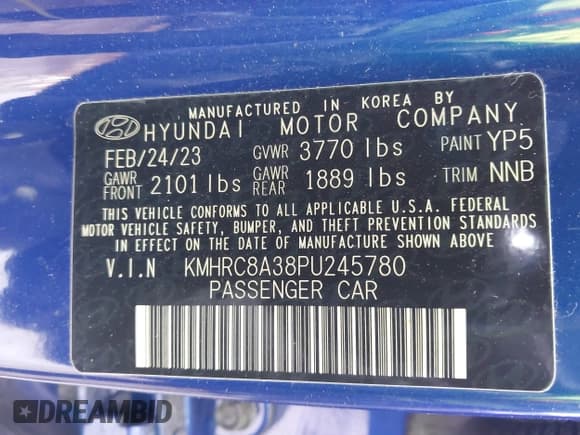 MANUFACTURED IN KOREA BY
HYUNDAI MOTOR COMPANY
FEB/24/23 GVWR 3770 lbs PAINT YP5
GAWR FRONT 2101 lbs GAWR REAR 1889 lbs TRIM NNB
THIS VEHICLE CONFORMS TO ALL APPLICABLE U.S.A. FEDERAL
MOTOR VEHICLE SAFETY, BUMPER, AND THEFT PREVENTION STANDARDS
IN EFFECT ON THE DATE OF MANUFACTURE SHOWN ABOVE
V.I.N KMHRC8A38PU245780
PASSENGER CAR
DREAMBID